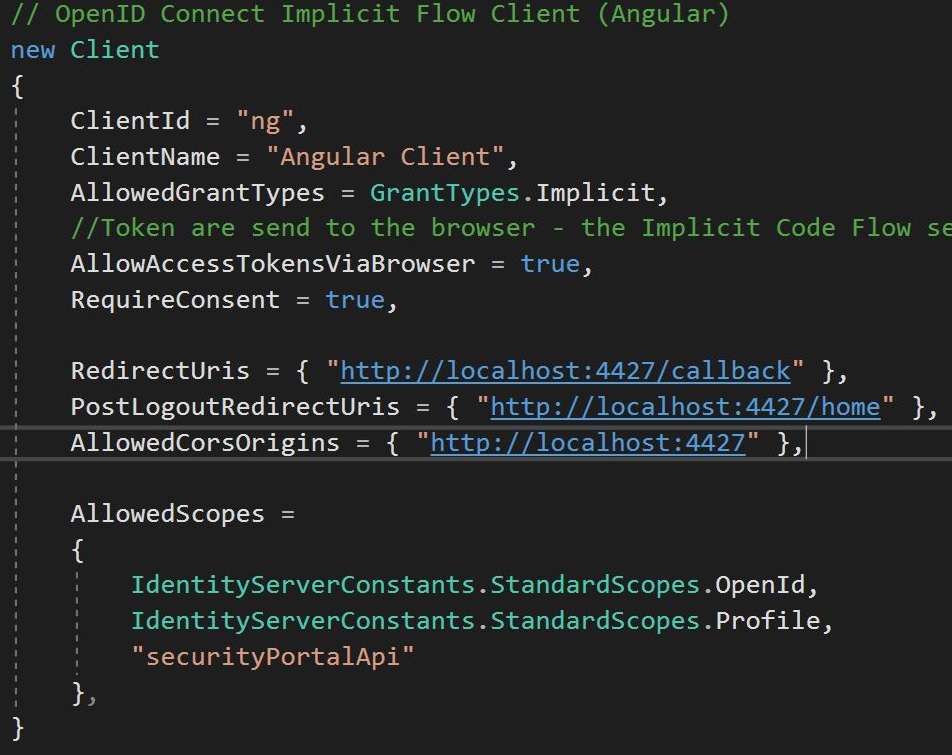 // OpenID Connect Implicit Flow Client (Angular)
new Client
{
ClientId = "ng",
ClientName = "Angular Client",
AllowedGrantTypes = GrantTypes.Implicit,
//Token are send to the browser - the Implicit Code Flow
AllowAccessTokensViaBrowser = true,
RequireConsent = true,
RedirectUris = { "http://localhost:4427/callback" },
PostLogoutRedirectUris = { "http://localhost:4427/home" },
AllowedCorsOrigins = { "http://localhost:4427" },
AllowedScopes =
{
IdentityServerConstants.StandardScopes.OpenId,
IdentityServerConstants.StandardScopes.Profile,
"securityPortalApi"
},
}